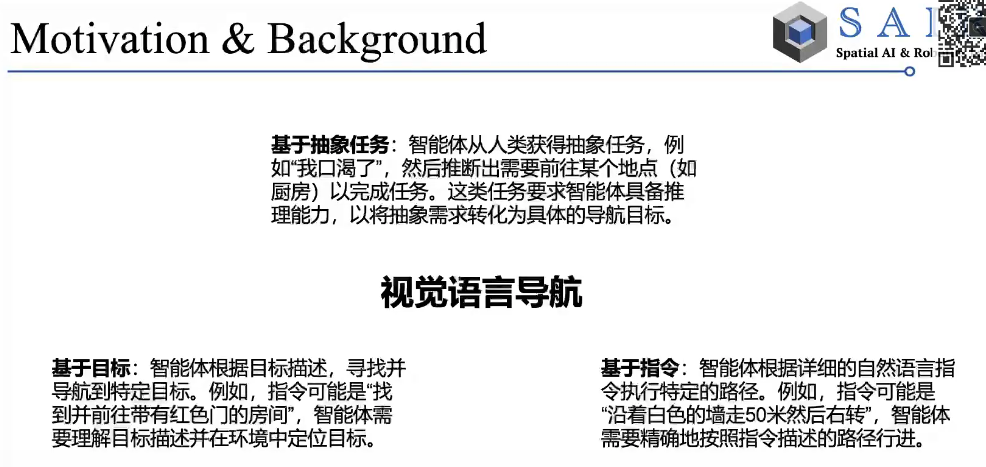 Motivation & Background
SAI
Spatial AI & Rob
基于抽象任务：智能体从人类获得抽象任务，例
如“我口渴了”，然后推断出需要前往某个地点（如
厨房）以完成任务。这类任务要求智能体具备推
理能力，以将抽象需求转化为具体的导航目标。
视觉语言导航
基于目标：智能体根据目标描述，寻找并
导航到特定目标。例如，指令可能是“找
到并前往带有红色门的房间”，智能体需
要理解目标描述并在环境中定位目标。
基于指令：智能体根据详细的自然语言指
令执行特定的路径。例如，指令可能是
“沿着白色的墙走50米然后右转”，智能体
需要精确地按照指令描述的路径行进。